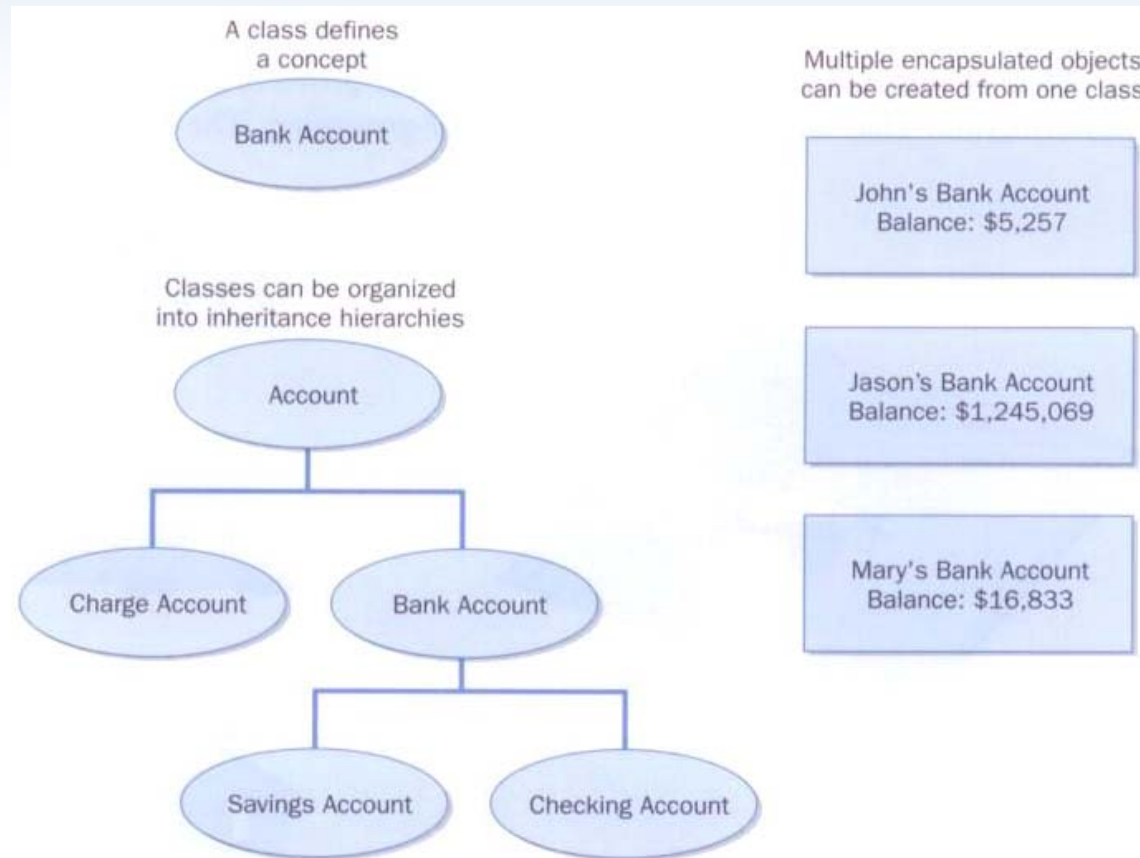 A class defines
a concept
Bank Account
Classes can be organized
into inheritance hierarchies
Account
Charge Account
Bank Account
Savings Account
Checking Account
Multiple encapsulated objects
can be created from one class
John's Bank Account
Balance: $5,257
Jason's Bank Account
Balance: $1,245,069
Mary's Bank Account
Balance: $16,833